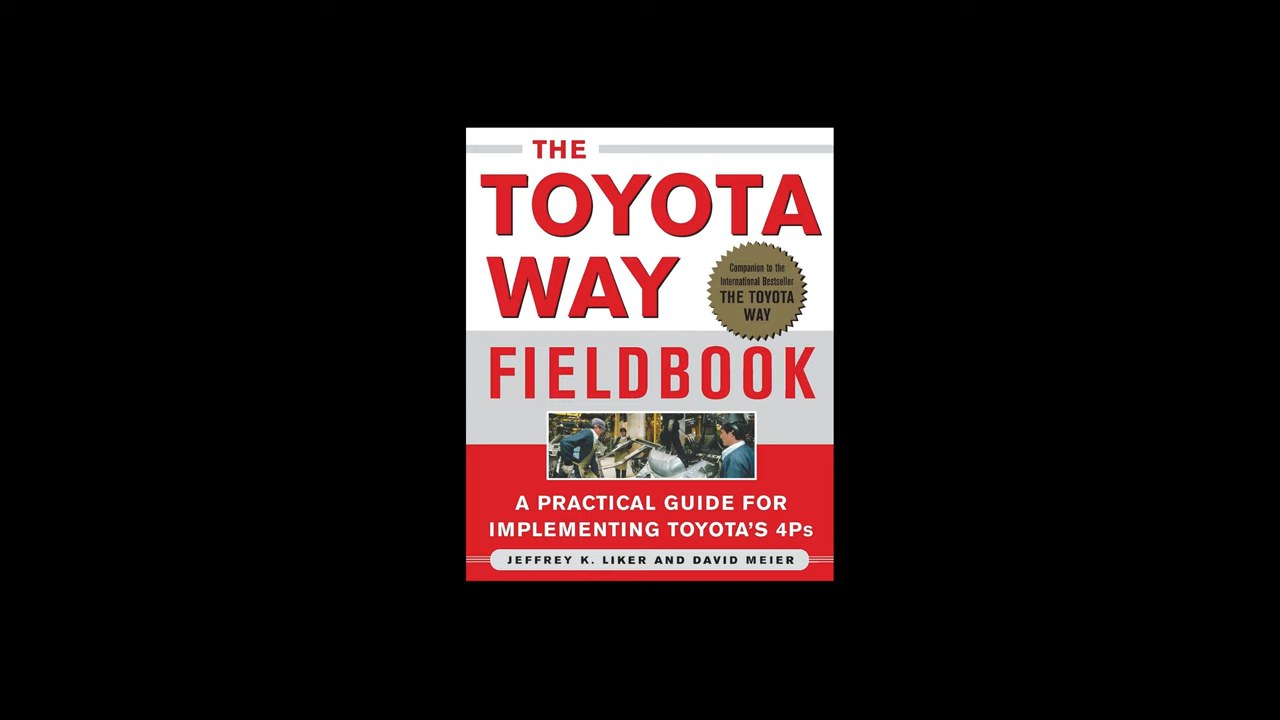 THE
TOYOTA
WAY
Companion to the
International Bestseller
THE TOYOTA
WAY
FIELDBOOK
A PRACTICAL GUIDE FOR
IMPLEMENTING TOYOTA'S 4Ps
JEFFREY K. LIKER AND DAVID MEIER